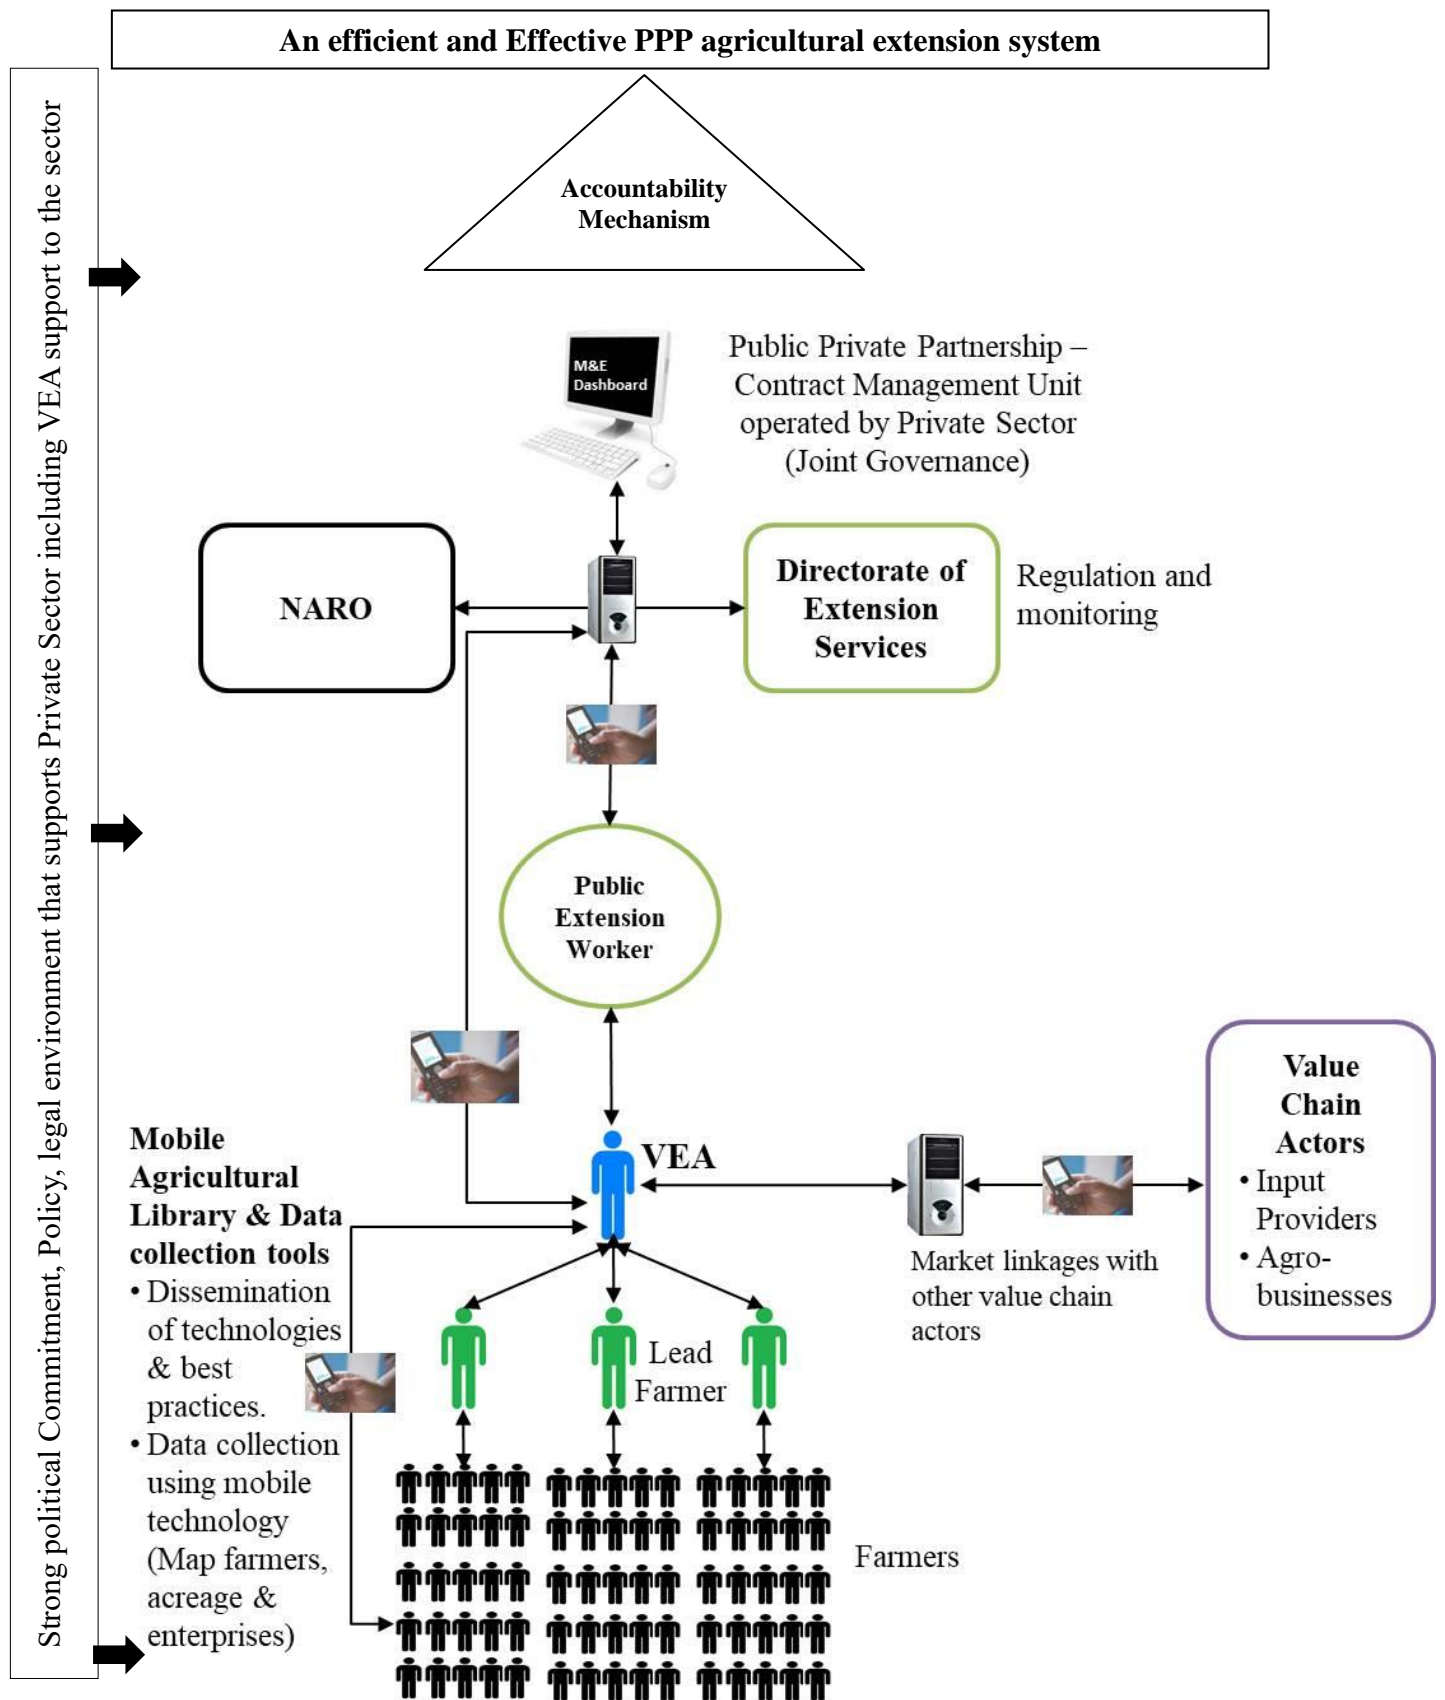 An efficient and Effective PPP agricultural extension system
Strong political Commitment, Policy, legal environment that supports Private Sector including VEA support to the sector
Accountability
Mechanism
M&E
Dashboard
Public Private Partnership –
Contract Management Unit
operated by Private Sector
(Joint Governance)
NARO
Directorate of
Extension
Services
Regulation and
monitoring
Public
Extension
Worker
VEA
Value
Chain
Actors
• Input
Providers
• Agro-
businesses
Market linkages with
other value chain
actors
Mobile
Agricultural
Library & Data
collection tools
• Dissemination
of technologies
& best
practices.
• Data collection
using mobile
technology
(Map farmers,
acreage &
enterprises)
Lead
Farmer
Farmers